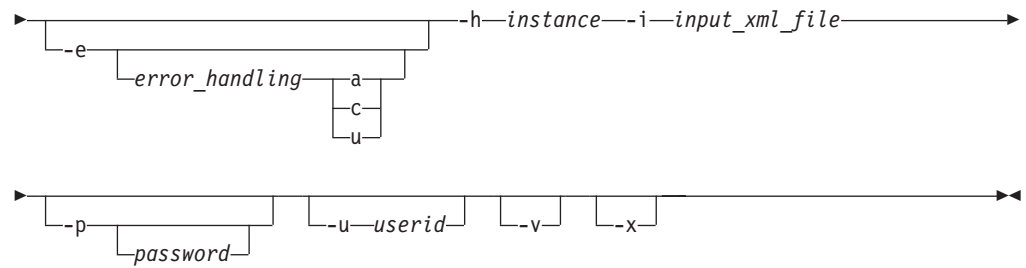 -h instance -i input_xml_file
-e
error_handling a
c
u
-p -u userid -v -x
password